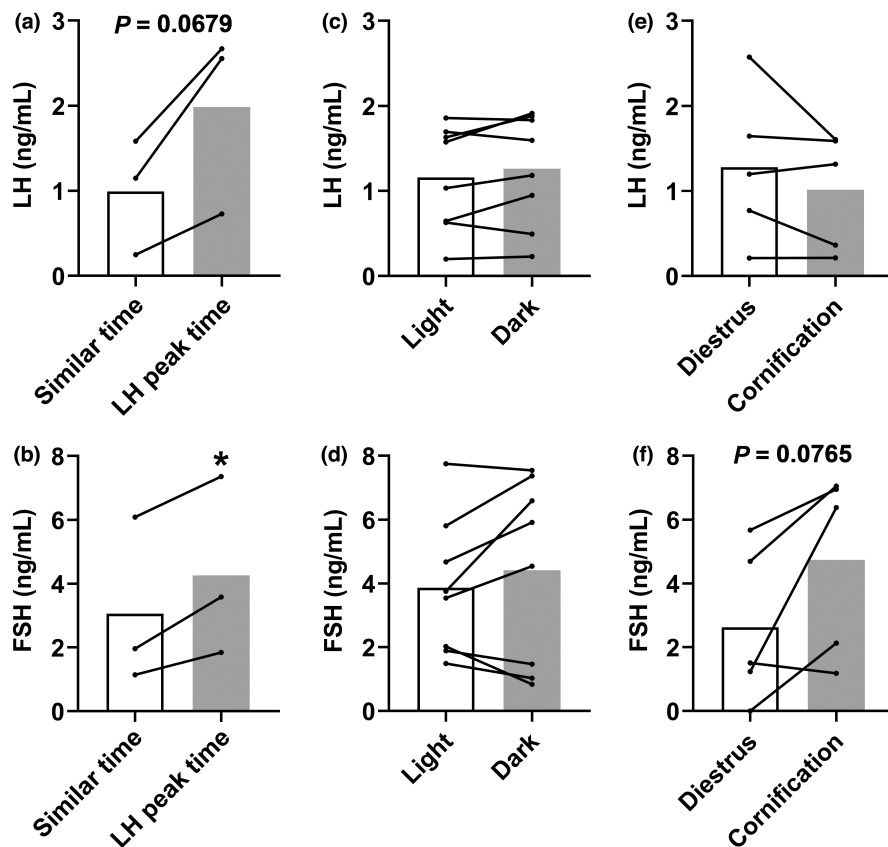 (a)
P = 0.0679
LH (ng/mL)
3
2
1
0
Similar time
LH peak time
(c)
LH (ng/mL)
3
2
1
0
Light
Dark
(e)
LH (ng/mL)
3
2
1
0
Diestrus
Cornification
(b)
*
FSH (ng/mL)
8
6
4
2
0
Similar time
LH peak time
(d)
FSH (ng/mL)
8
6
4
2
0
Light
Dark
(f)
P = 0.0765
FSH (ng/mL)
8
6
4
2
0
Diestrus
Cornification